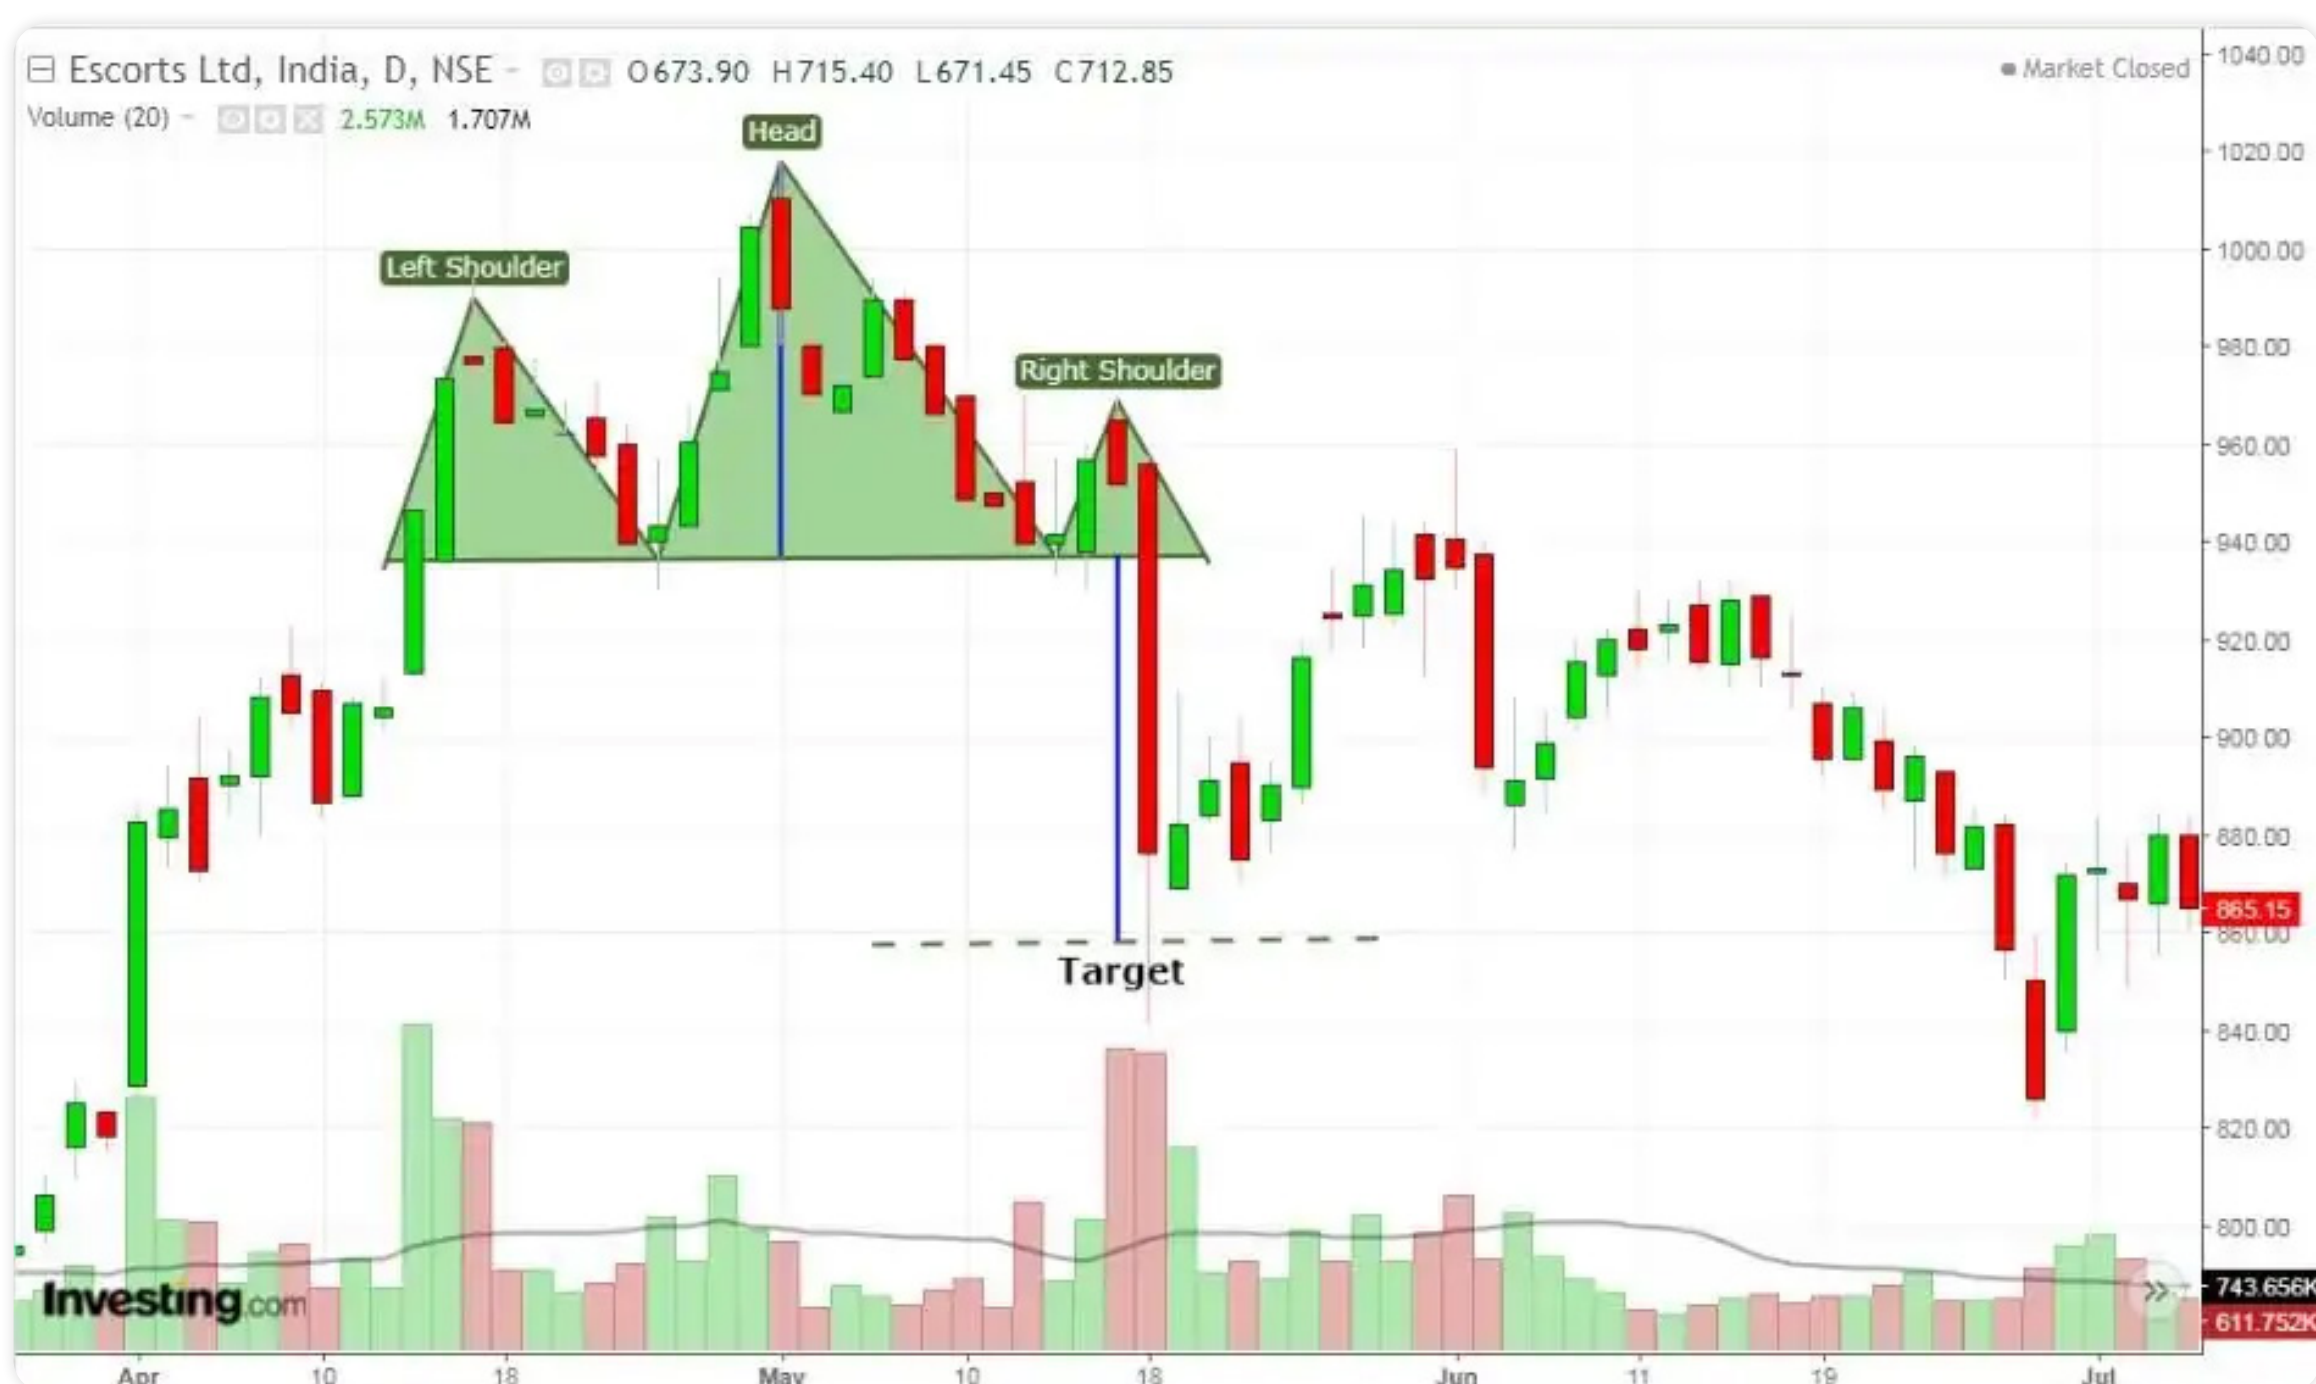 Escorts Ltd, India, D, NSE - O673.90 H715.40 L671.45 C712.85
Market Closed
Volume (20) - 2.573M 1.707M
Head
Left Shoulder
Right Shoulder
Target
1040.00
1020.00
1000.00
980.00
960.00
940.00
920.00
900.00
880.00
865.15
860.00
840.00
820.00
800.00
743.656K
611.752K
Investing.com
Apr 10 18 May 10 18 Jun 11 19 Jul